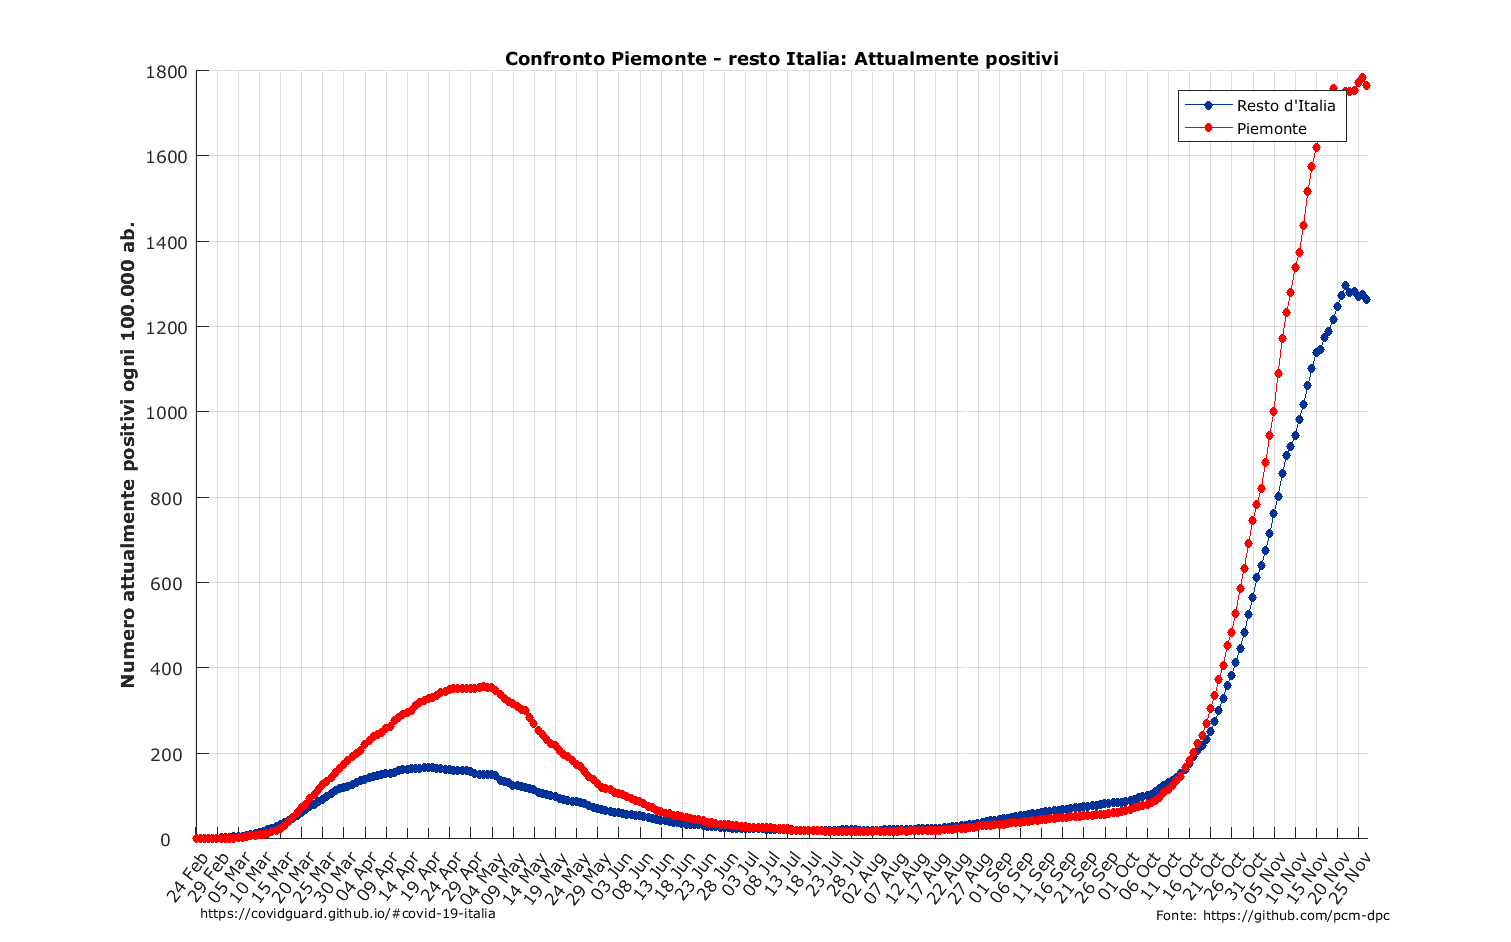 Confronto Piemonte - resto Italia: Attualmente positivi
Numero attualmente positivi ogni 100.000 ab.
1800
1600
1400
1200
1000
800
600
400
200
0
Resto d'Italia
Piemonte
24 Feb
29 Feb
05 Mar
10 Mar
15 Mar
20 Mar
25 Mar
30 Mar
04 Apr
09 Apr
14 Apr
19 Apr
24 Apr
29 Apr
04 May
09 May
14 May
19 May
24 May
29 May
03 Jun
08 Jun
13 Jun
18 Jun
23 Jun
28 Jun
03 Jul
08 Jul
13 Jul
18 Jul
23 Jul
28 Jul
02 Aug
07 Aug
12 Aug
17 Aug
22 Aug
27 Aug
01 Sep
06 Sep
11 Sep
16 Sep
21 Sep
26 Sep
01 Oct
06 Oct
11 Oct
16 Oct
21 Oct
26 Oct
31 Oct
05 Nov
10 Nov
15 Nov
20 Nov
25 Nov
https://covidguard.github.io/#covid-19-italia
Fonte: https://github.com/pcm-dpc